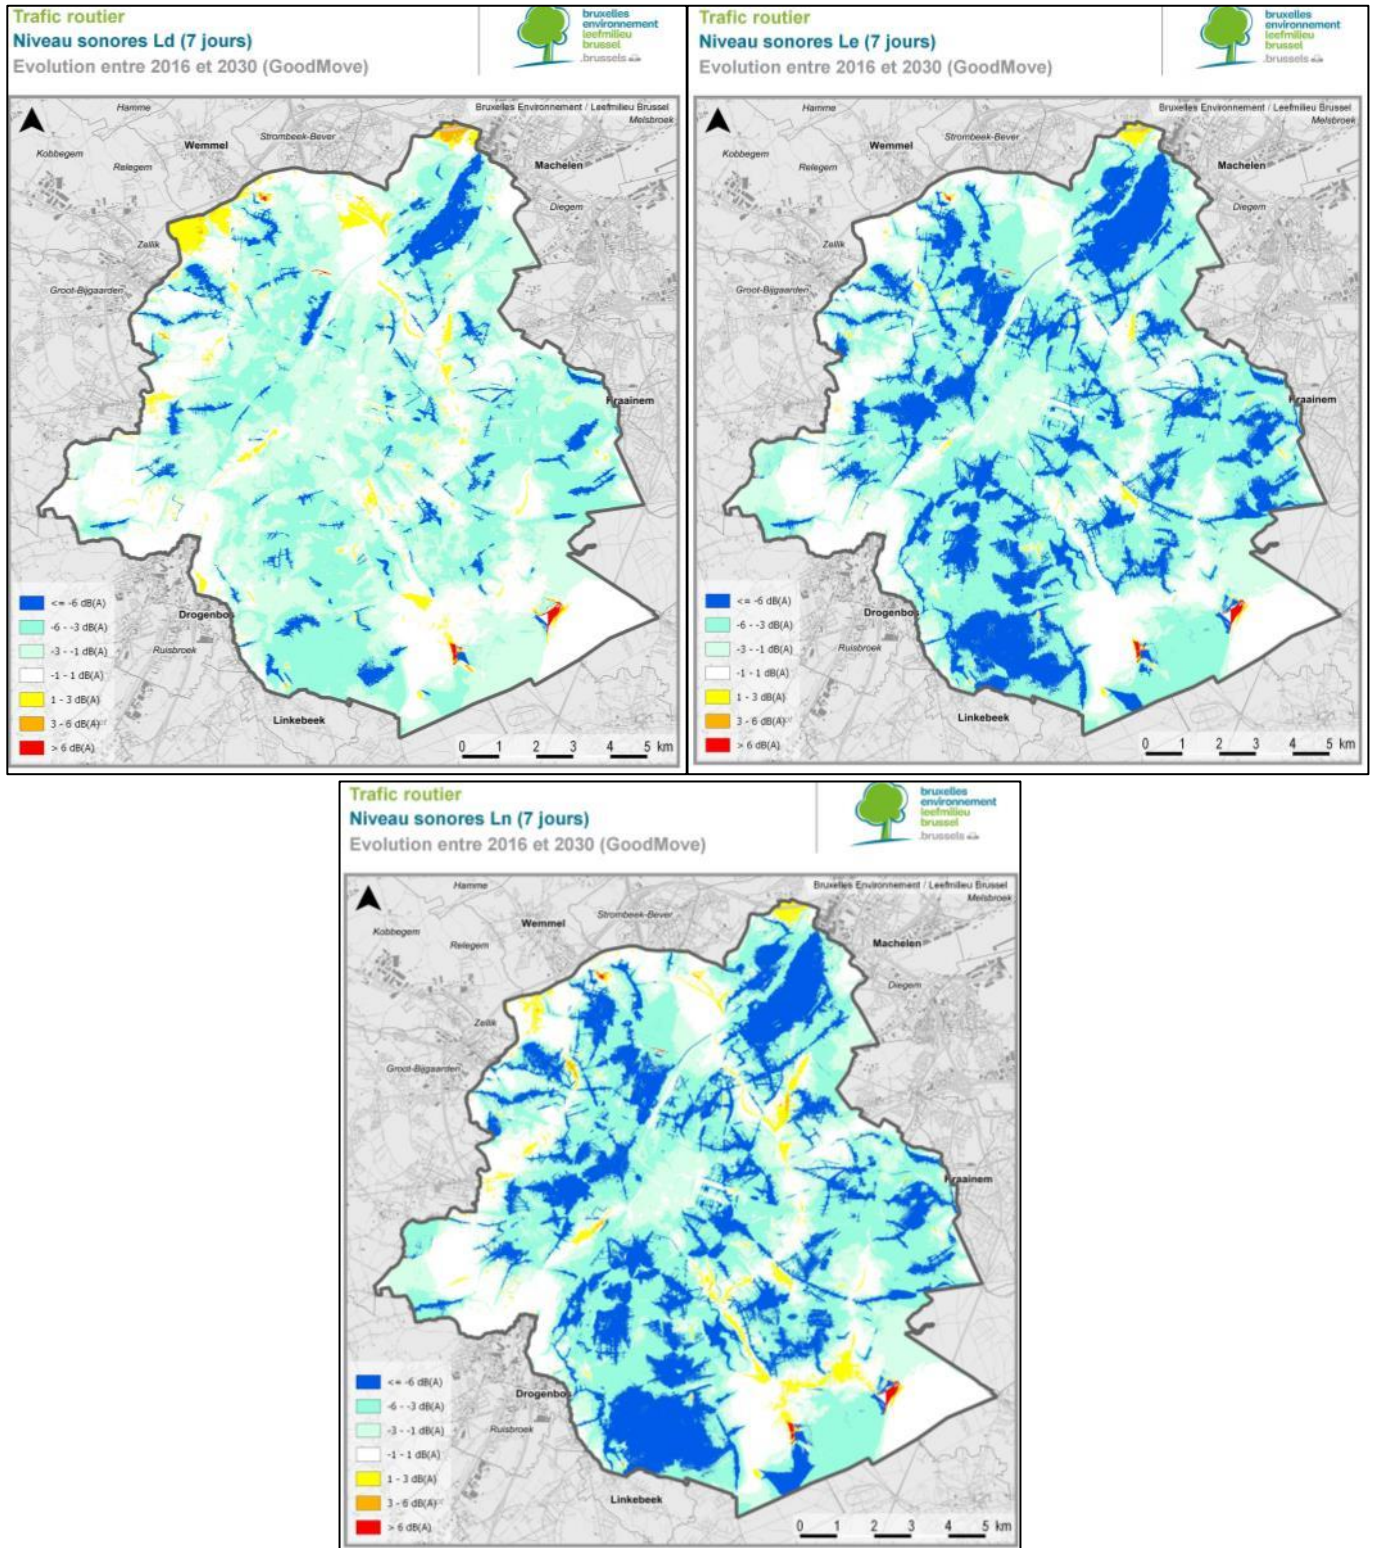 Trafic routier
Niveau sonores Ld (7 jours)
Evolution entre 2016 et 2030 (GoodMove)
bruxelles
environnement
leefmilieu
brussel
.brussels
Bruxelles Environnement / Leefmilieu Brussel
Hamme
Strombeek-Bever
Wemmel
Kobbegem
Relegem
Machelen
Diegem
Zellik
Groot-Bijgaarden
Kraainem
Drogenbos
Ruisbroek
Linkebeek
<= -6 dB(A)
-6 - -3 dB(A)
-3 - -1 dB(A)
-1 - 1 dB(A)
1 - 3 dB(A)
3 - 6 dB(A)
> 6 dB(A)
0 1 2 3 4 5 km
Trafic routier
Niveau sonores Le (7 jours)
Evolution entre 2016 et 2030 (GoodMove)
bruxelles
environnement
leefmilieu
brussel
.brussels
Bruxelles Environnement / Leefmilieu Brussel
Hamme
Melsbroek
Strombeek-Bever
Wemmel
Kobbegem
Relegem
Machelen
Diegem
Zellik
Groot-Bijgaarden
Kraainem
Drogenbos
Ruisbroek
Linkebeek
<= -6 dB(A)
-6 - -3 dB(A)
-3 - -1 dB(A)
-1 - 1 dB(A)
1 - 3 dB(A)
3 - 6 dB(A)
> 6 dB(A)
0 1 2 3 4 5 km
Trafic routier
Niveau sonores Ln (7 jours)
Evolution entre 2016 et 2030 (GoodMove)
bruxelles
environnement
leefmilieu
brussel
.brussels
Bruxelles Environnement / Leefmilieu Brussel
Hamme
Melsbroek
Strombeek-Bever
Wemmel
Kobbegem
Relegem
Machelen
Diegem
Zellik
Groot-Bijgaarden
Kraainem
Drogenbos
Ruisbroek
Linkebeek
<= -6 dB(A)
-6 - -3 dB(A)
-3 - -1 dB(A)
-1 - 1 dB(A)
1 - 3 dB(A)
3 - 6 dB(A)
> 6 dB(A)
0 1 2 3 4 5 km